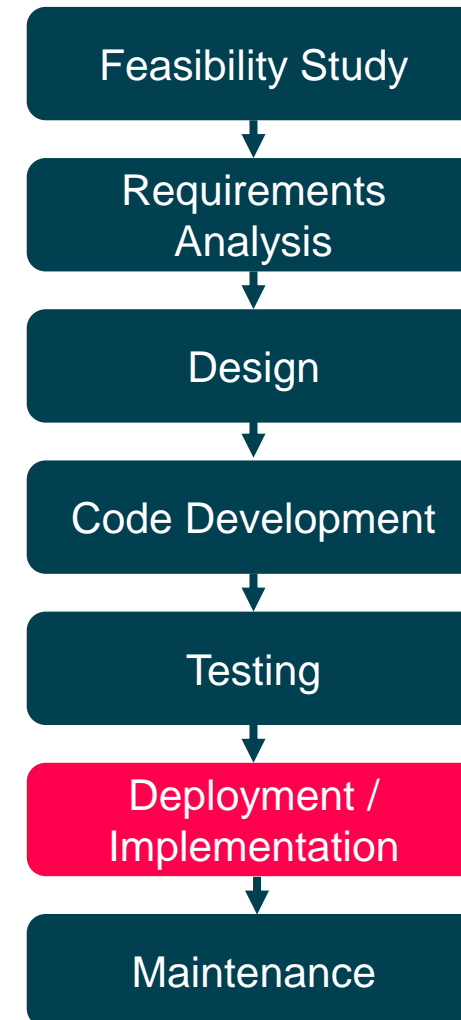 Feasibility Study
Requirements
Analysis
Design
Code Development
Testing
Deployment /
Implementation
Maintenance